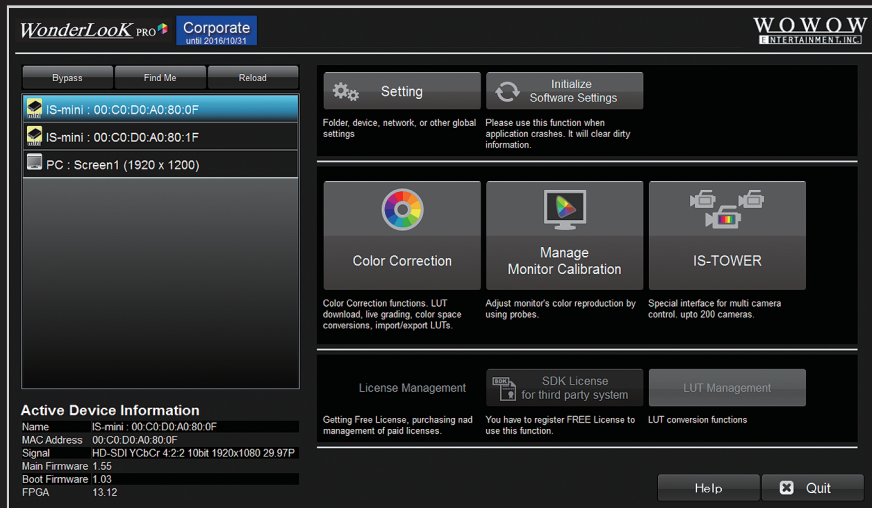 WonderLooK PRO
Corporate
until 2016/10/31
WOWOW
ENTERTAINMENT, INC.
Bypass
Find Me
Reload
IS-mini : 00:C0:D0:A0:80:0F
IS-mini : 00:C0:D0:A0:80:1F
PC : Screen1 (1920 x 1200)
Setting
Folder, device, network, or other global
settings
Initialize
Software Settings
Please use this function when
application crashes. It will clear dirty
information.
Color Correction
Color Correction functions. LUT
download, live grading, color space
conversions, import/export LUTs.
Manage
Monitor Calibration
Adjust monitor's color reproduction by
using probes.
IS-TOWER
Special interface for multi camera
control. upto 200 cameras.
License Management
Getting Free License, purchasing nad
management of paid licenses.
SDK
SDK License
for third party system
You have to register FREE License to
use this function.
LUT Management
LUT conversion functions
Active Device Information
Name IS-mini : 00:C0:D0:A0:80:0F
MAC Address 00:C0:D0:A0:80:0F
Signal HD-SDI YCbCr 4:2:2 10bit 1920x1080 29.97P
Main Firmware 1.55
Boot Firmware 1.03
FPGA 13.12
Help
Quit